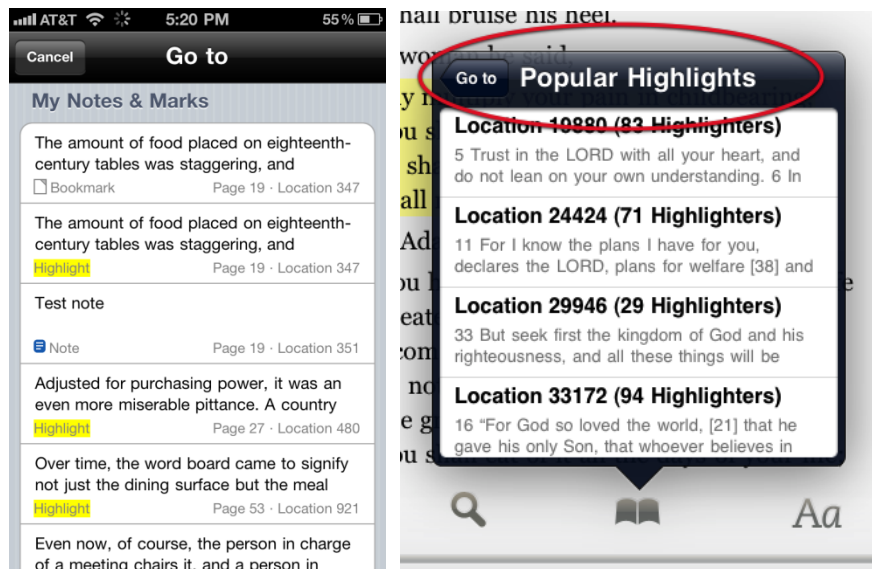 AT&T 5:20 PM 55%
Cancel Go to
My Notes & Marks
The amount of food placed on eighteenth-
century tables was staggering, and
Bookmark Page 19 · Location 347
The amount of food placed on eighteenth-
century tables was staggering, and
Highlight Page 19 · Location 347
Test note
Note Page 19 · Location 351
Adjusted for purchasing power, it was an
even more miserable pittance. A country
Highlight Page 27 · Location 480
Over time, the word board came to signify
not just the dining surface but the meal
Highlight Page 53 · Location 921
Even now, of course, the person in charge
of a meeting chairs it, and a person in
hall bruise his heel.
woman he said,
multiply your pain in childbearing
Go to Popular Highlights
Location 10880 (83 Highlighters)
5 Trust in the LORD with all your heart, and
do not lean on your own understanding. 6 In
Location 24424 (71 Highlighters)
11 For I know the plans I have for you,
declares the LORD, plans for welfare [38] and
Location 29946 (29 Highlighters)
33 But seek first the kingdom of God and his
righteousness, and all these things will be
Location 33172 (94 Highlighters)
16 “For God so loved the world, [21] that he
gave his only Son, that whoever believes in
Aa